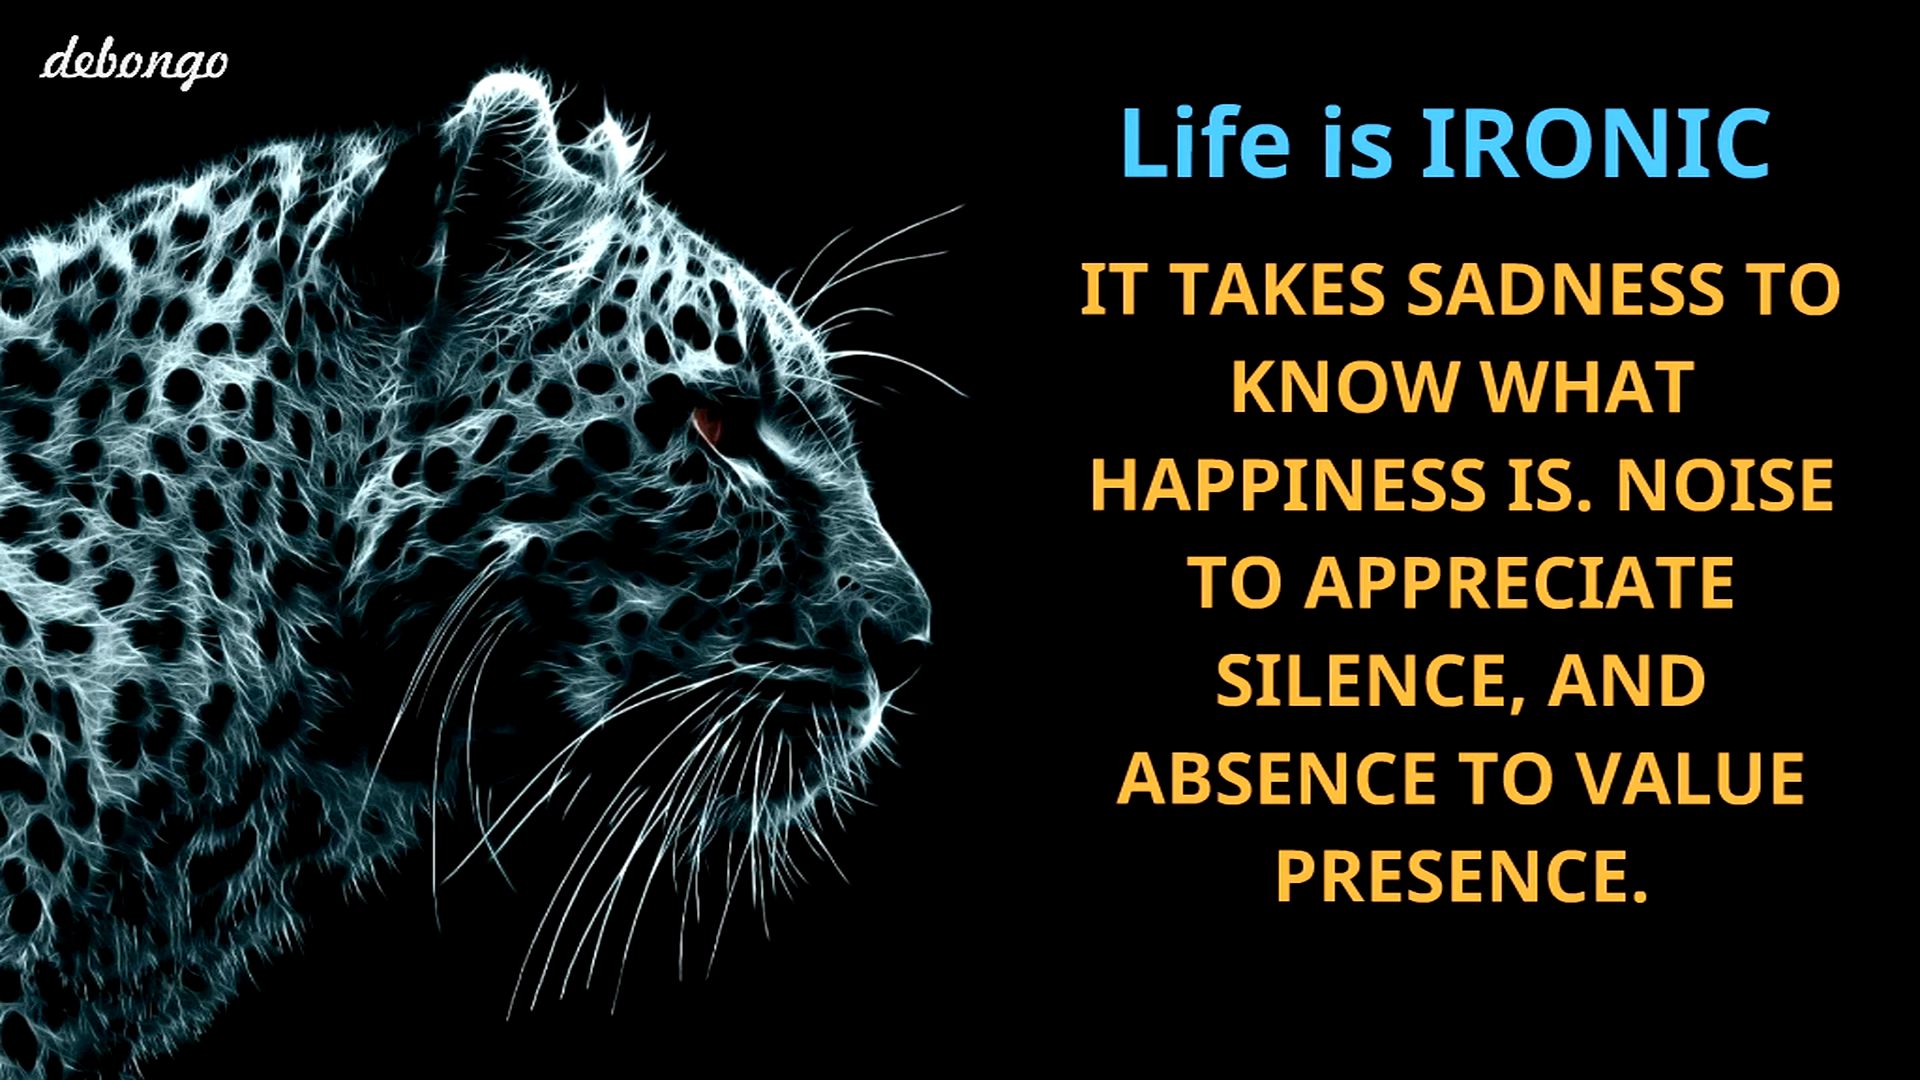 debongo
Life is IRONIC
IT TAKES SADNESS TO
KNOW WHAT
HAPPINESS IS. NOISE
TO APPRECIATE
SILENCE, AND
ABSENCE TO VALUE
PRESENCE.